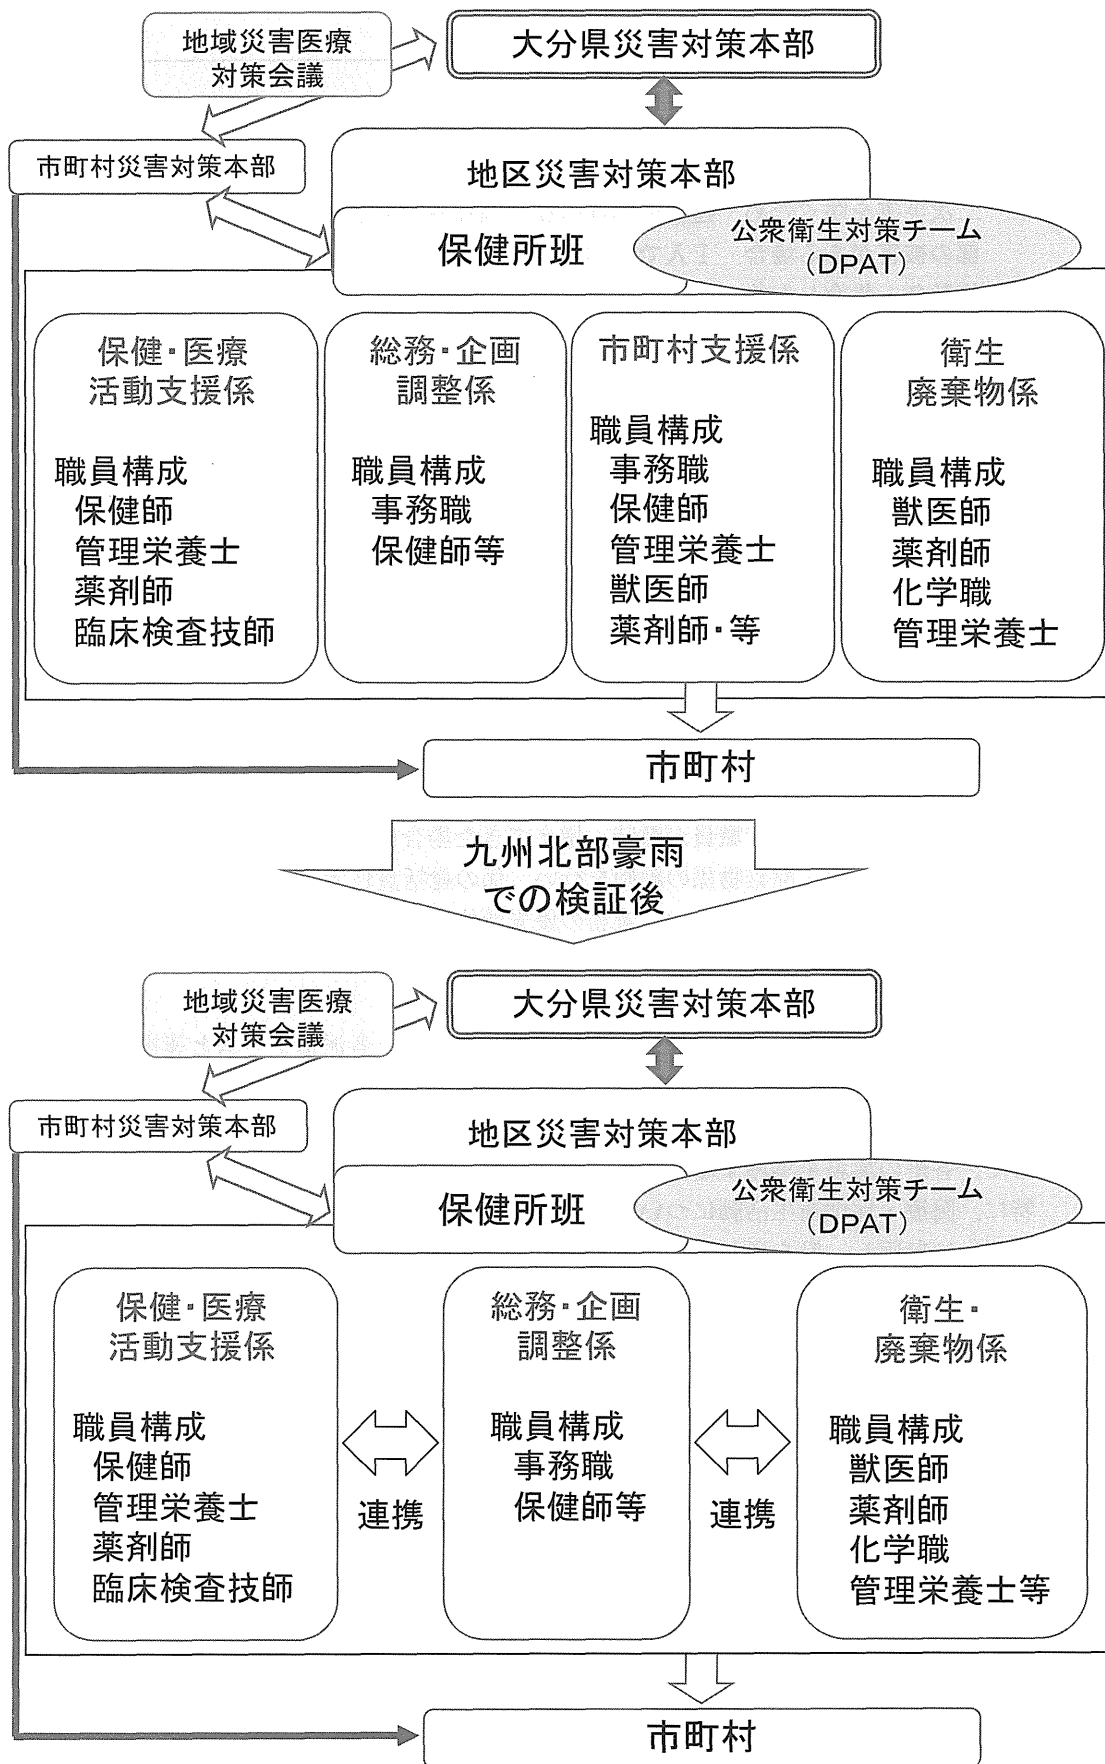 地域災害医療
対策会議
大分県災害対策本部
市町村災害対策本部
地区災害対策本部
保健所班
公衆衛生対策チーム
(DPAT)
保健・医療
活動支援係
職員構成
保健師
管理栄養士
薬剤師
臨床検査技師
総務・企画
調整係
職員構成
事務職
保健師等
市町村支援係
職員構成
事務職
保健師
管理栄養士
獣医師
薬剤師・等
衛生
廃棄物係
職員構成
獣医師
薬剤師
化学職
管理栄養士
市町村
九州北部豪雨
での検証後
地域災害医療
対策会議
大分県災害対策本部
市町村災害対策本部
地区災害対策本部
保健所班
公衆衛生対策チーム
(DPAT)
保健・医療
活動支援係
職員構成
保健師
管理栄養士
薬剤師
臨床検査技師
連携
総務・企画
調整係
職員構成
事務職
保健師等
連携
衛生・
廃棄物係
職員構成
獣医師
薬剤師
化学職
管理栄養士等
市町村